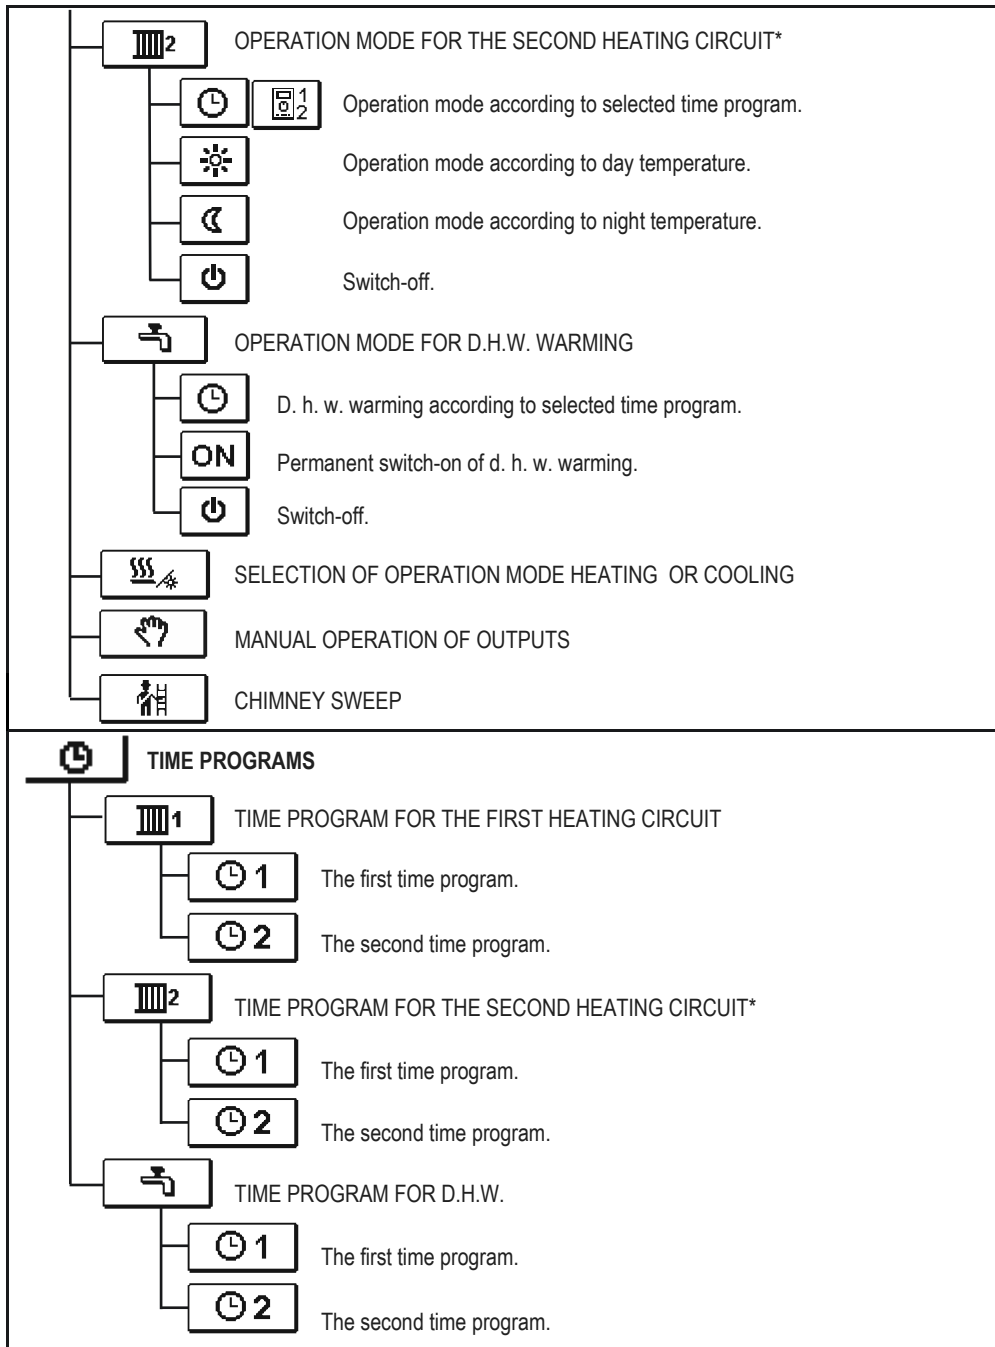 2 OPERATION MODE FOR THE SECOND HEATING CIRCUIT*
1 2 Operation mode according to selected time program.
Operation mode according to day temperature.
Operation mode according to night temperature.
Switch-off.
OPERATION MODE FOR D.H.W. WARMING
D. h. w. warming according to selected time program.
ON Permanent switch-on of d. h. w. warming.
Switch-off.
SELECTION OF OPERATION MODE HEATING OR COOLING
MANUAL OPERATION OF OUTPUTS
CHIMNEY SWEEP
TIME PROGRAMS
1 TIME PROGRAM FOR THE FIRST HEATING CIRCUIT
1 The first time program.
2 The second time program.
2 TIME PROGRAM FOR THE SECOND HEATING CIRCUIT*
1 The first time program.
2 The second time program.
TIME PROGRAM FOR D.H.W.
1 The first time program.
2 The second time program.